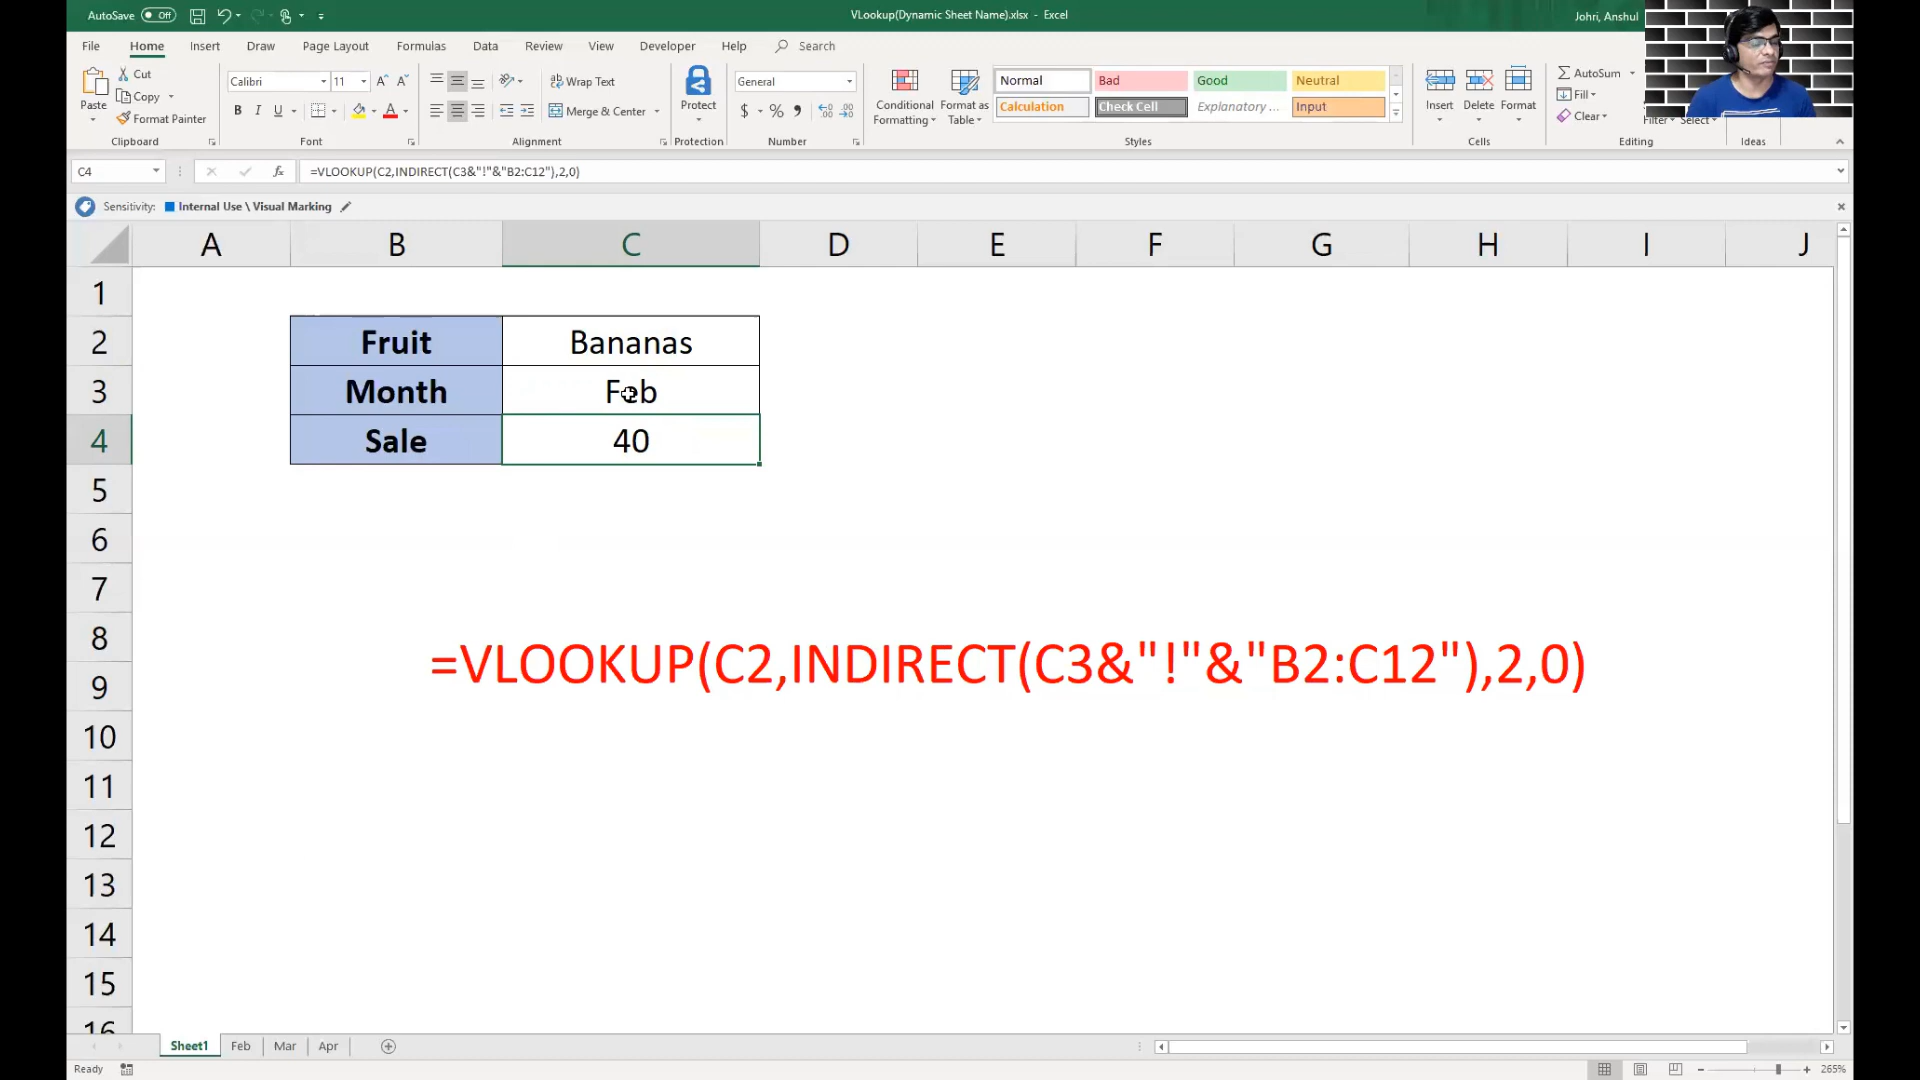 AutoSave Off
VLookup(Dynamic Sheet Name).xlsx - Excel
Johri, Anshul
File Home Insert Draw Page Layout Formulas Data Review View Developer Help Search
Paste
Cut
Copy
Format Painter
Clipboard
Calibri 11
B I U
Font
Wrap Text
Merge & Center
Alignment
Protect
Protection
General
$ % ,
Number
Conditional Formatting
Format as Table
Normal Bad Good Neutral
Calculation Check Cell Explanatory ... Input
Styles
Insert Delete Format
Cells
AutoSum
Fill
Clear
Filter Select
Editing
Ideas
C4 fx =VLOOKUP(C2,INDIRECT(C3&"!"&"B2:C12"),2,0)
Sensitivity: Internal Use \ Visual Marking
A B C D E F G H I J
1
2 Fruit Bananas
3 Month Feb
4 Sale 40
5
6
7
8
=VLOOKUP(C2,INDIRECT(C3&"!"&"B2:C12"),2,0)
9
10
11
12
13
14
15
16
Sheet1 Feb Mar Apr
Ready
265%